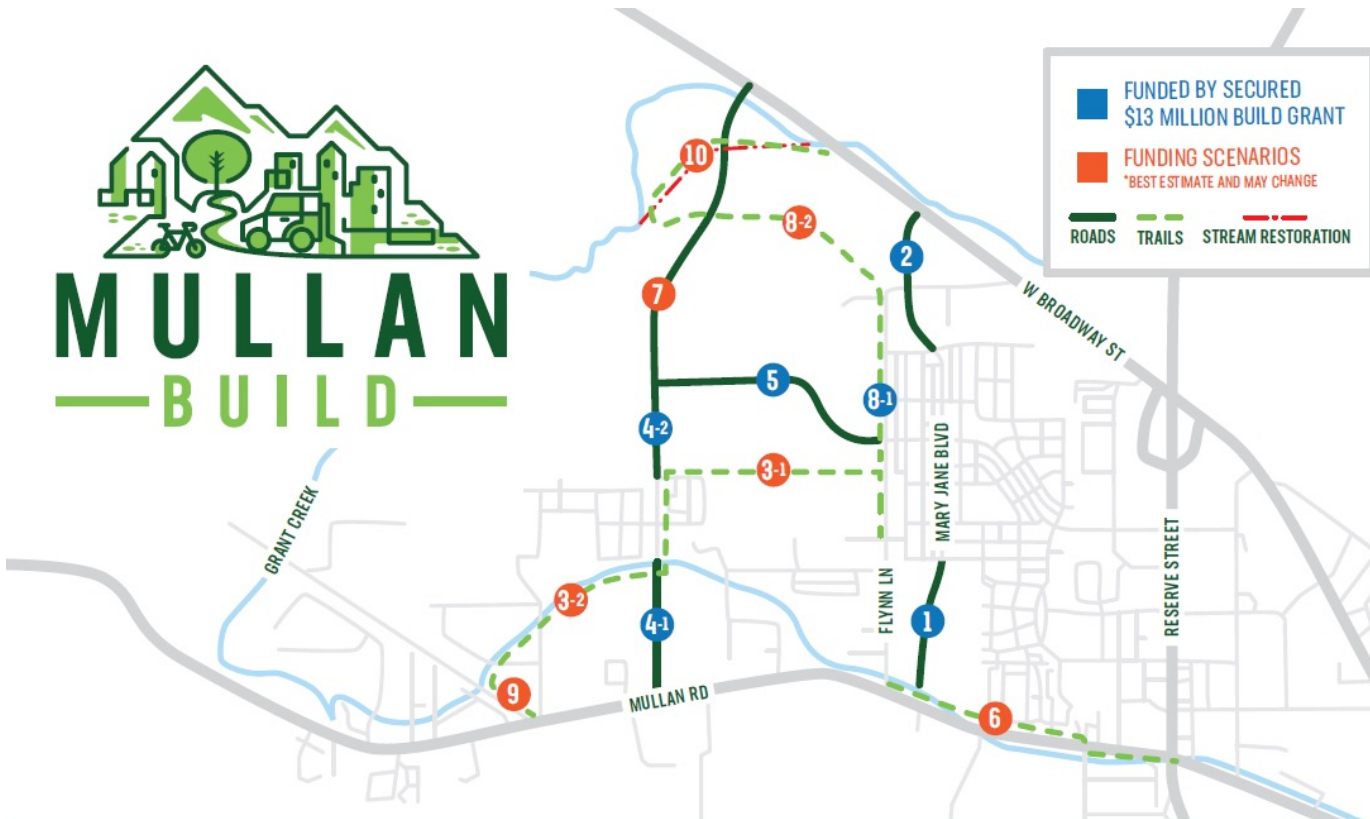 MULLAN
BUILD
FUNDED BY SECURED
$13 MILLION BUILD GRANT
FUNDING SCENARIOS
*BEST ESTIMATE AND MAY CHANGE
ROADS
TRAILS
STREAM RESTORATION
10
8-2
2
7
W BROADWAY ST
5
8-1
4-2
3-1
MARY JANE BLVD
GRANT CREEK
RESERVE STREET
3-2
FLYNN LN
4-1
1
9
MULLAN RD
6